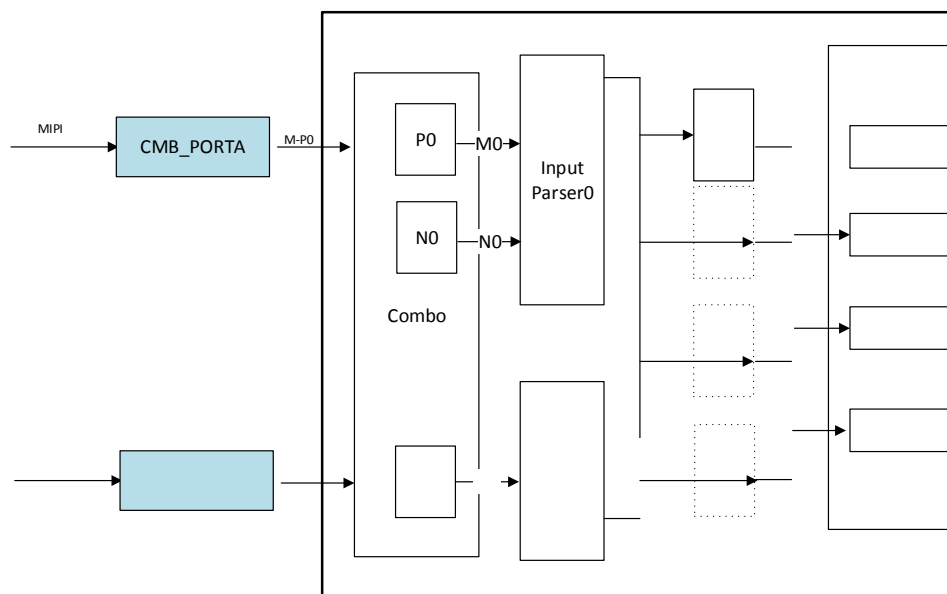 MIPI
CMB_PORTA
M-P0
P0
M0
Input
Parser0
N0
N0
Combo